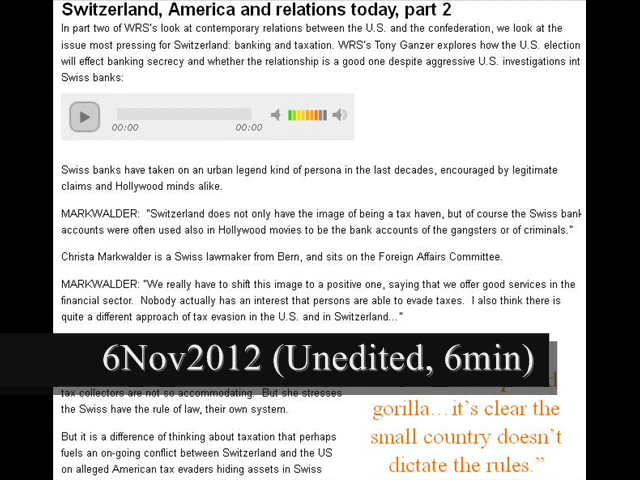 Switzerland, America and relations today, part 2
In part two of WRS's look at contemporary relations between the U.S. and the confederation, we look at the
issue most pressing for Switzerland: banking and taxation. WRS's Tony Ganzer explores how the U.S. election
will effect banking secrecy and whether the relationship is a good one despite aggressive U.S. investigations int
Swiss banks:
00:00 00:00
Swiss banks have taken on an urban legend kind of persona in the last decades, encouraged by legitimate
claims and Hollywood minds alike.
MARKWALDER: "Switzerland does not only have the image of being a tax haven, but of course the Swiss bank
accounts were often used also in Hollywood movies to be the bank accounts of the gangsters or of criminals."
Christa Markwalder is a Swiss lawmaker from Bern, and sits on the Foreign Affairs Committee.
MARKWALDER: "We really have to shift this image to a positive one, saying that we offer good services in the
financial sector. Nobody actually has an interest that persons are able to evade taxes. I also think there is
quite a different approach of tax evasion in the U.S. and in Switzerland..."
6Nov2012 (Unedited, 6min)
tax collectors are not so accommodating. But she stresses
the Swiss have the rule of law, their own system.
But it is a difference of thinking about taxation that perhaps
fuels an on-going conflict between Switzerland and the US
on alleged American tax evaders hiding assets in Swiss
gorilla…it's clear the
small country doesn't
dictate the rules."